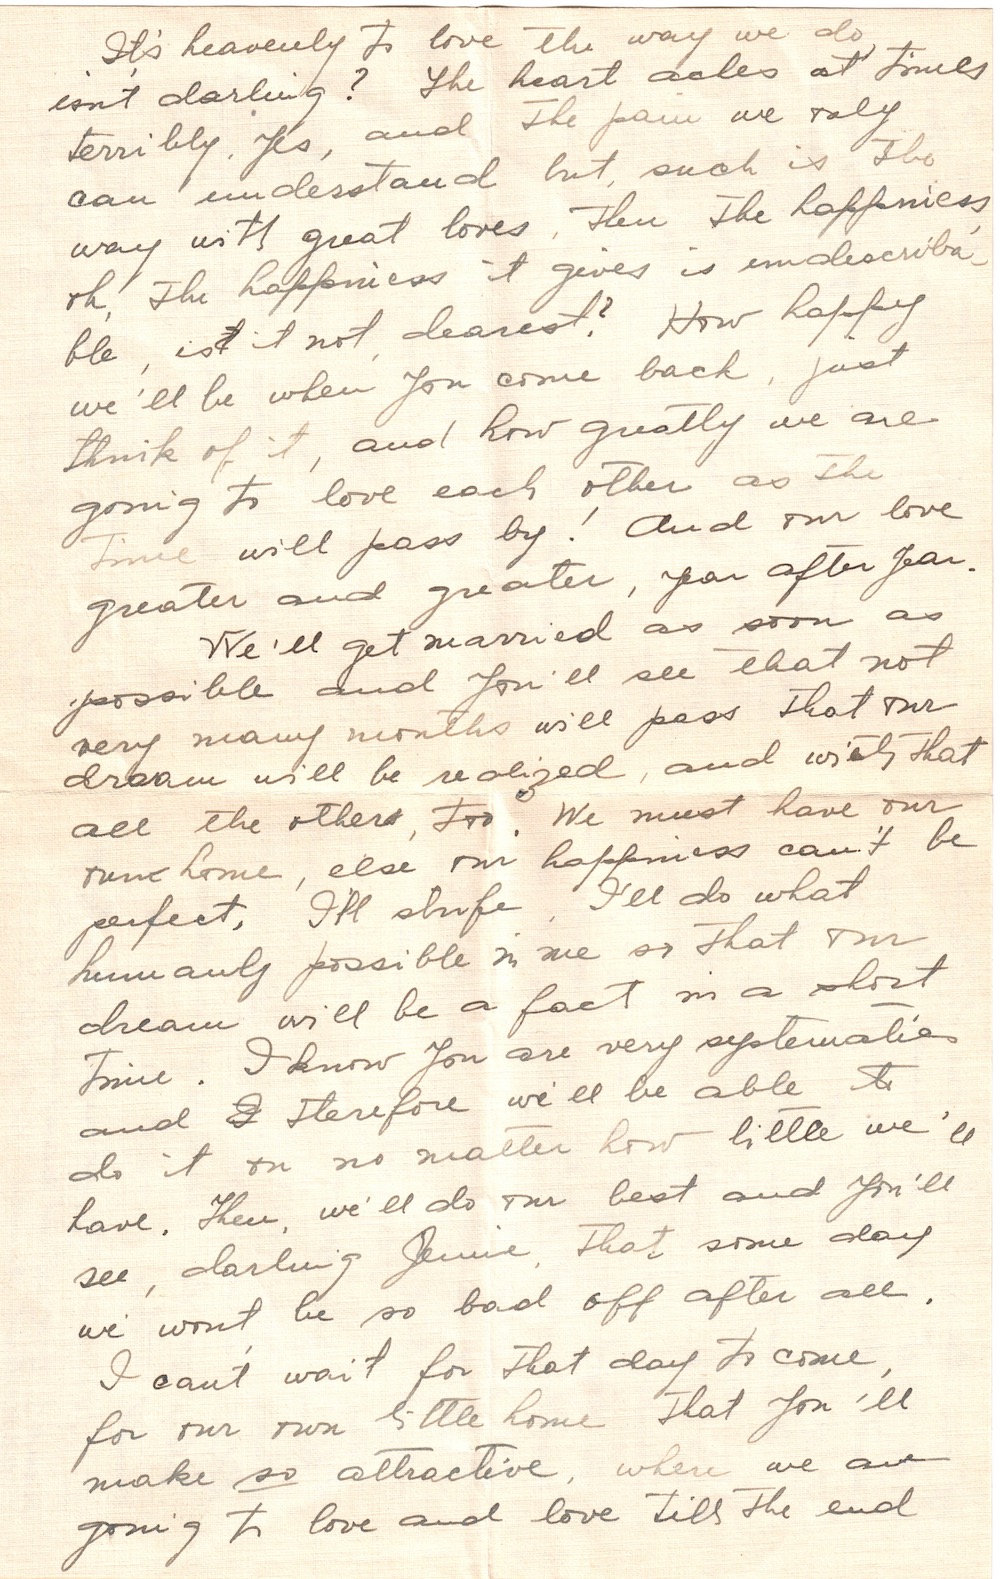 It's heavenly to love the way we do,
isn't darling? The heart aches at times
terribly, yes, and the pain we only
can understand but, such is the
way with great loves. Then the happiness,
oh, the happiness it gives is undescriba-
ble, is it not, dearest? How happy
we'll be when you come back, just
think of it, and how greatly we are
going to love each other as the
time will pass by! And our love
greater and greater, year after year.
We'll get married as soon as
possible and you'll see that not
very many months will pass that our
dream will be realized, and with that
all the others, too. We must have our
own home, else our happiness can't be
perfect. I'll strife, I'll do what
humanly possible in me so that our
dream will be a fact in a short
time. I know you are very systematic
and therefore we'll be able to
do it on no matter how little we'll
have. Then, we'll do our best and you'll
see, darling Jennie, that some day
we won't be so bad off after all.
I can't wait for that day to come,
for our own little home that you'll
make so attractive, where we are
going to love and love till the end